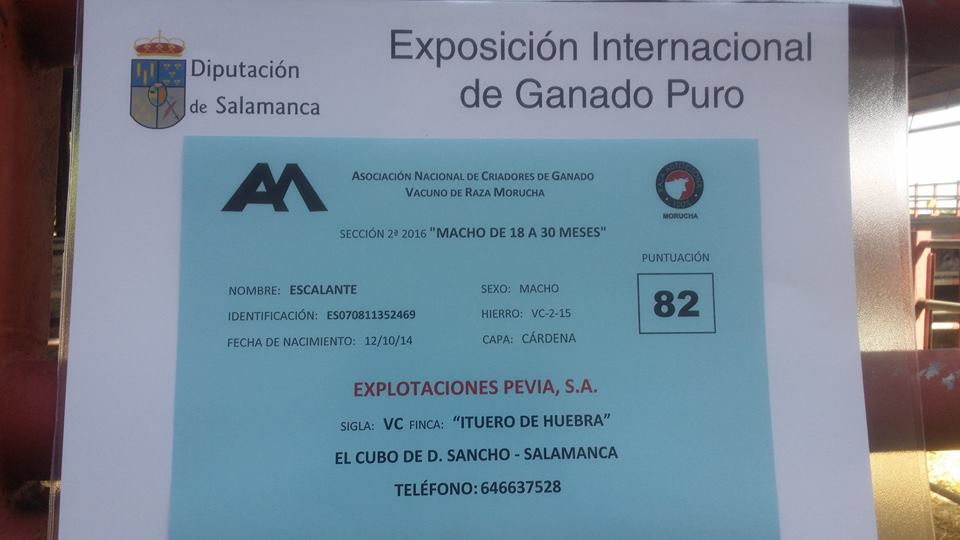 Diputación
de Salamanca
Exposición Internacional
de Ganado Puro
ASOCIACIÓN NACIONAL DE CRIADORES DE GANADO
VACUNO DE RAZA MORUCHA
MORUCHA
SECCIÓN 2ª 2016 "MACHO DE 18 A 30 MESES"
PUNTUACIÓN
82
NOMBRE: ESCALANTE
SEXO: MACHO
IDENTIFICACIÓN: ES070811352469
HIERRO: VC-2-15
FECHA DE NACIMIENTO: 12/10/14
CAPA: CÁRDENA
EXPLOTACIONES PEVIA, S.A.
SIGLA: VC FINCA: “ITUERO DE HUEBRA”
EL CUBO DE D. SANCHO - SALAMANCA
TELÉFONO: 646637528